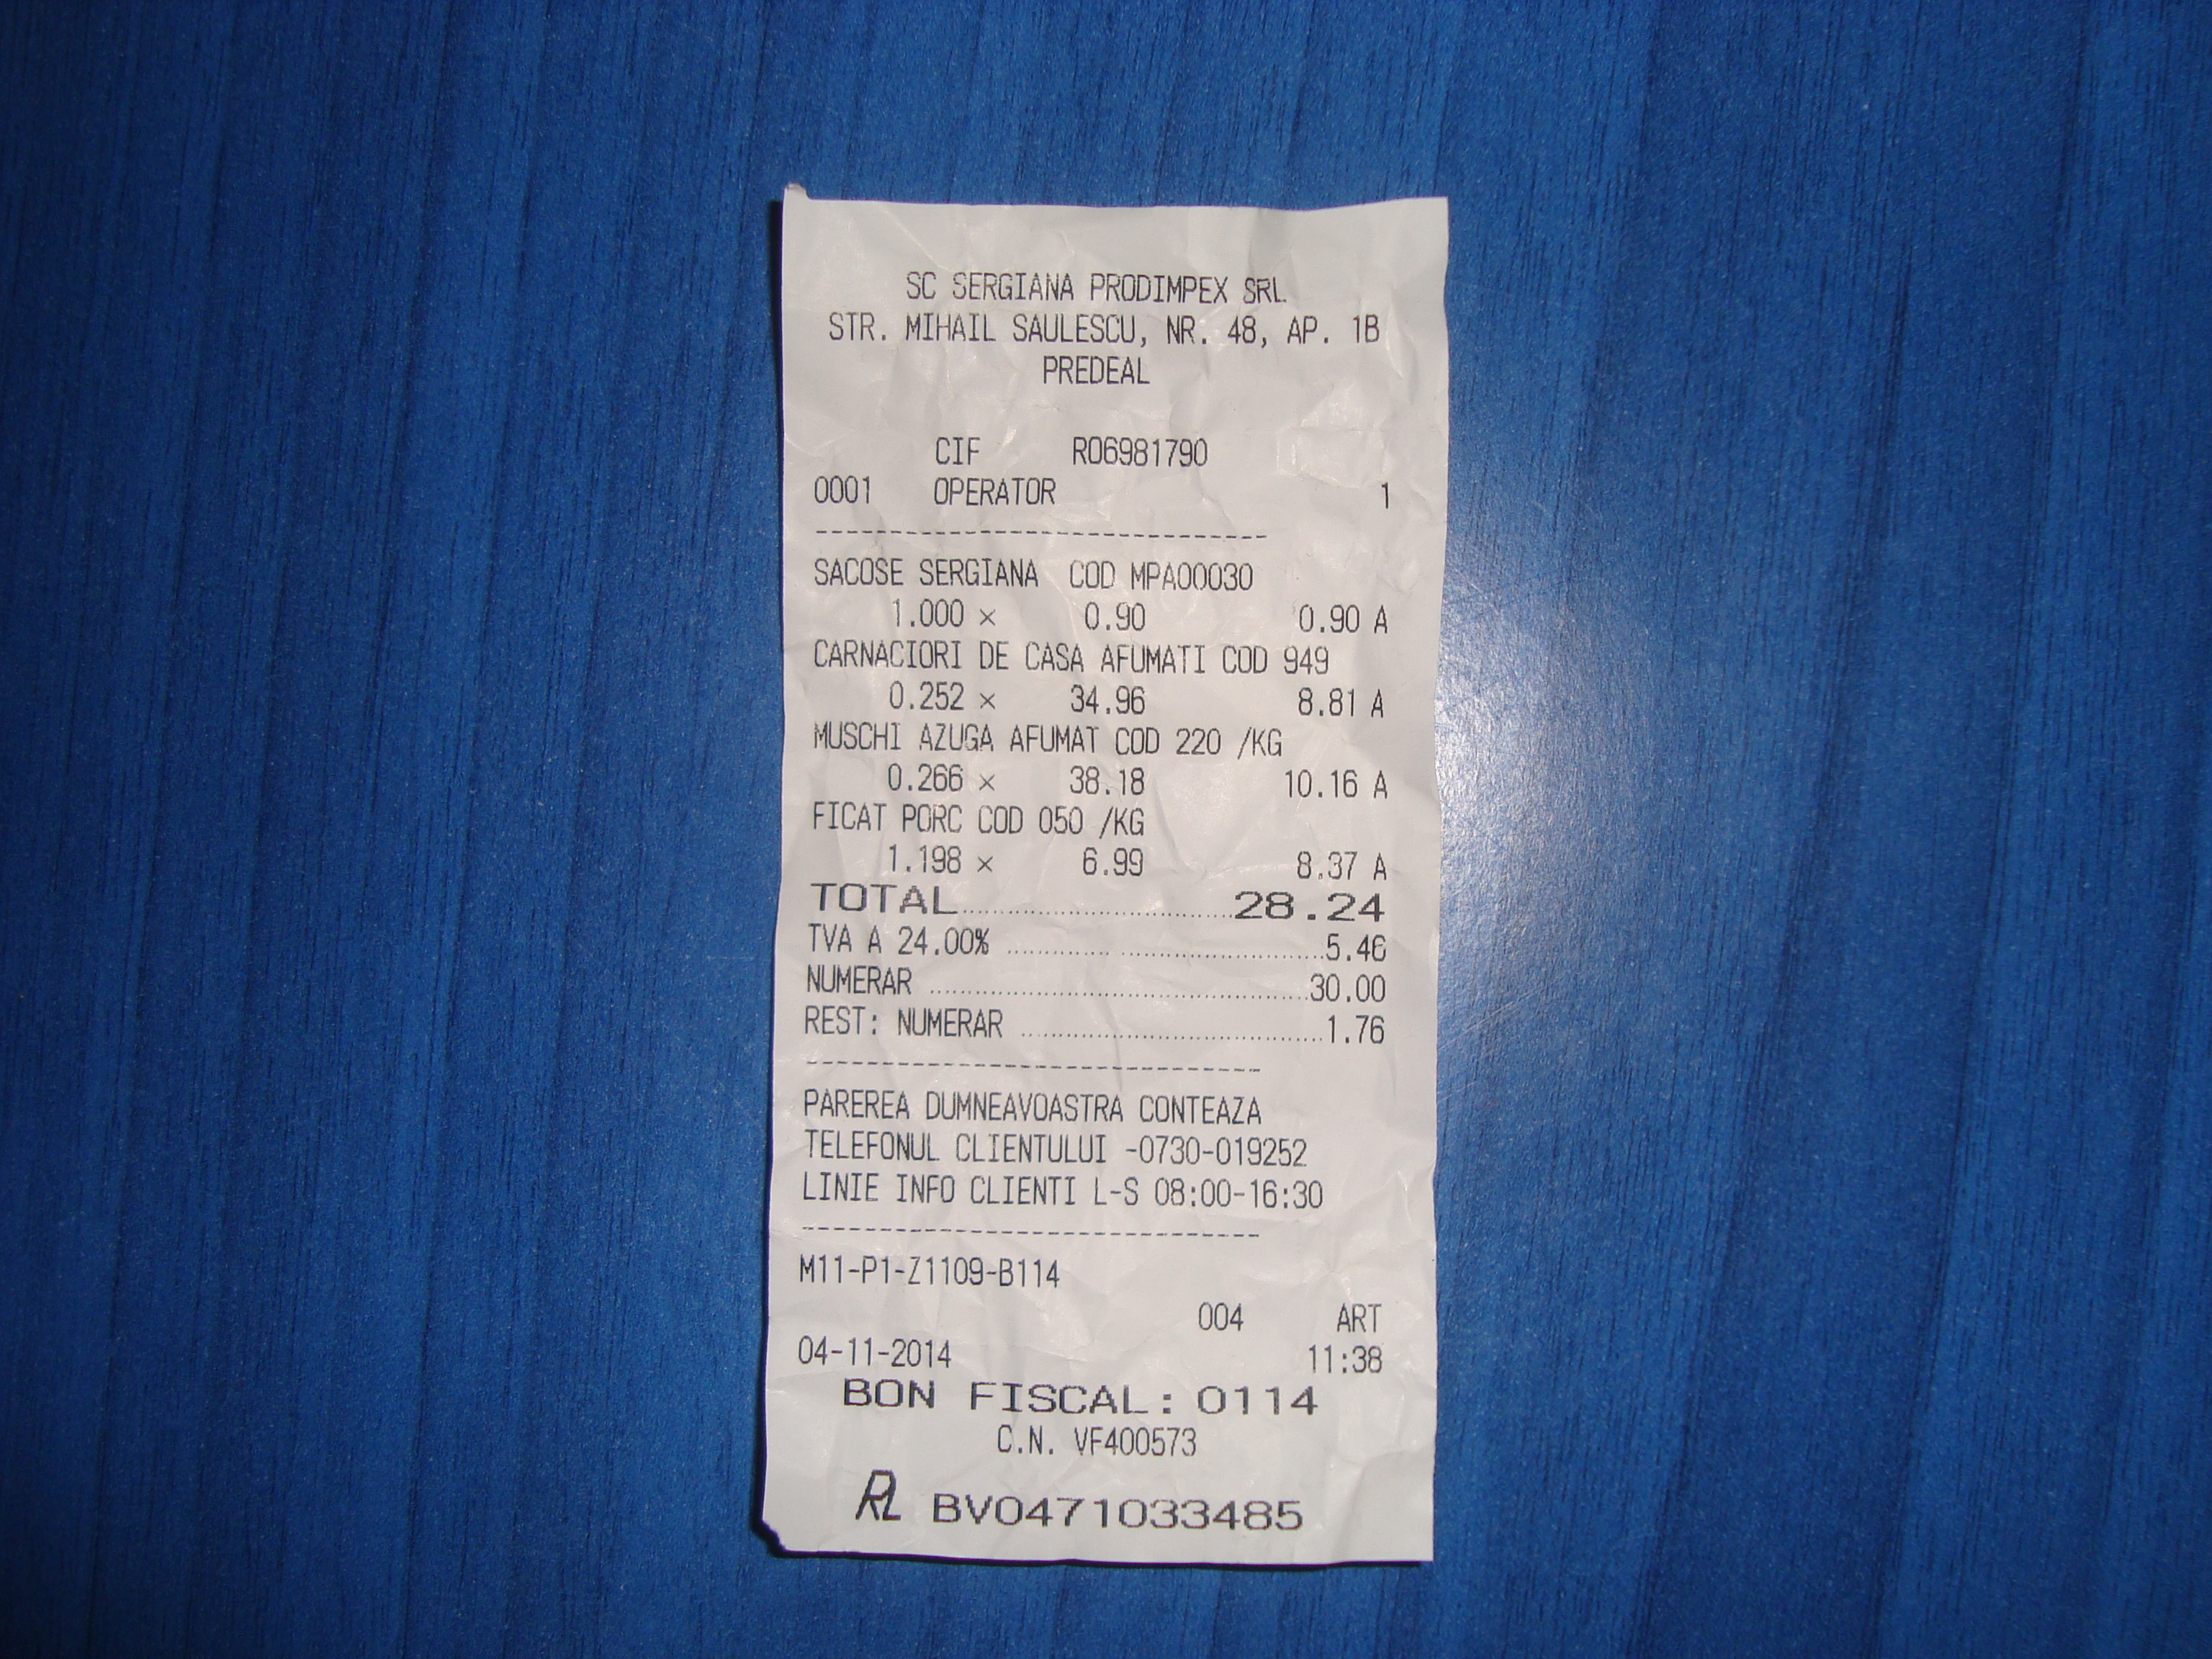 SC SERGIANA PRODIMPEX SRL
STR. MIHAIL SAULESCU, NR. 48, AP. 1B
PREDEAL
CIF RO6981790
0001 OPERATOR 1
------------------------------
SACOSE SERGIANA COD MPA00030
1.000 × 0.90 0.90 A
CARNACIORI DE CASA AFUMATI COD 949
0.252 × 34.96 8.81 A
MUSCHI AZUGA AFUMAT COD 220 /KG
0.266 × 38.18 10.16 A
FICAT PORC COD 050 /KG
1.198 × 6.99 8.37 A
TOTAL 28.24
TVA A 24.00% 5.46
NUMERAR 30.00
REST: NUMERAR 1.76
------------------------------
PAREREA DUMNEAVOASTRA CONTEAZA
TELEFONUL CLIENTULUI -0730-019252
LINIE INFO CLIENTI L-S 08:00-16:30
------------------------------
M11-P1-Z1109-B114
004 ART
04-11-2014 11:38
BON FISCAL: 0114
C.N. VF400573
RL BV0471033485